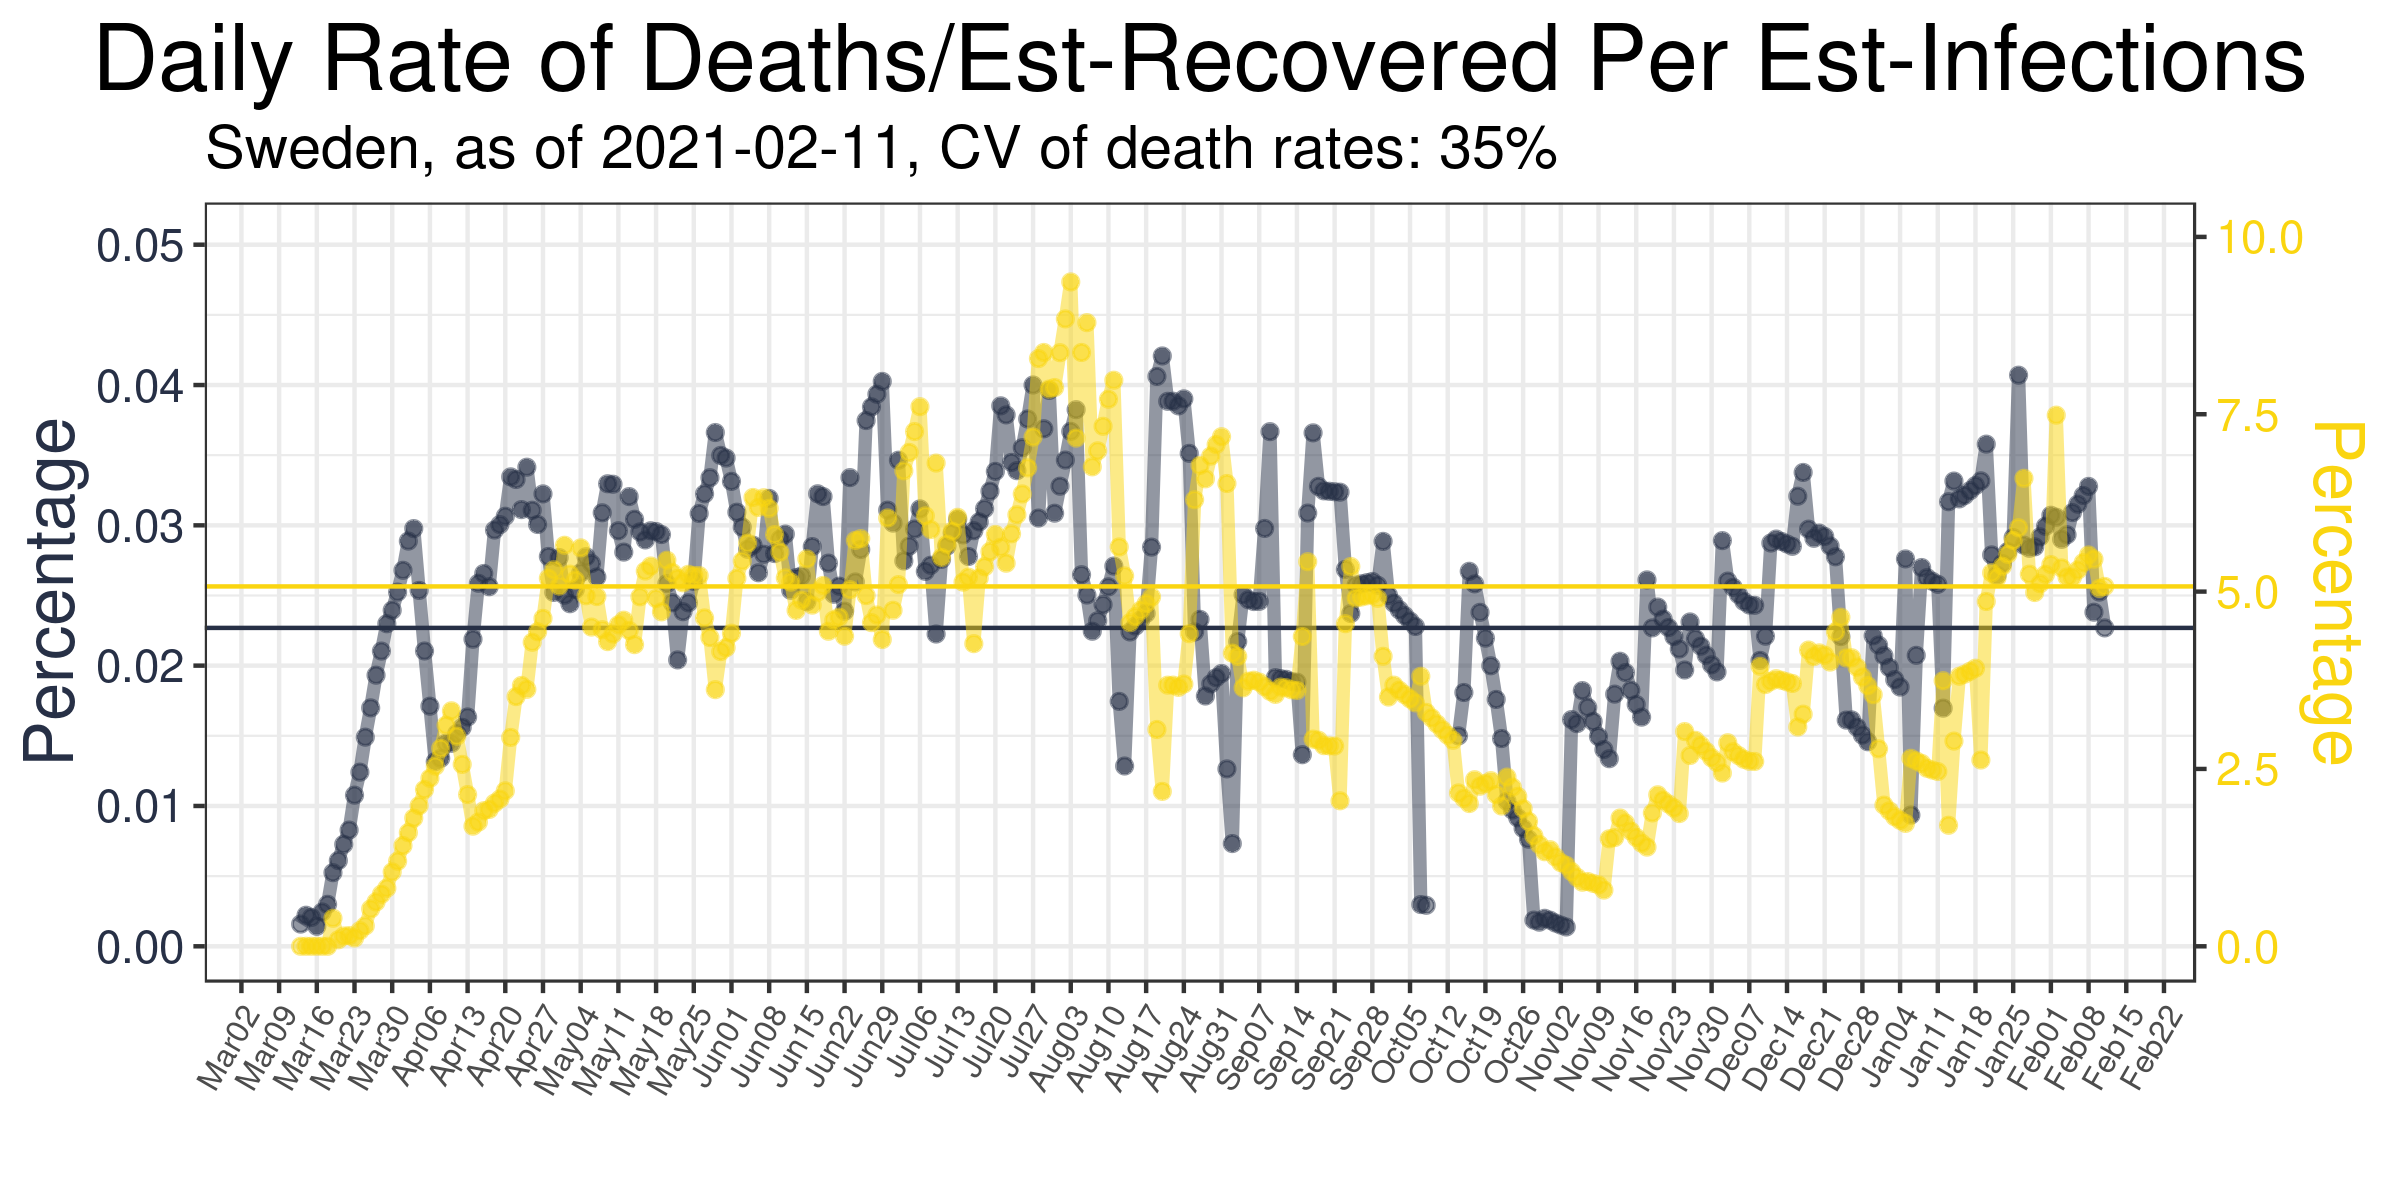 Daily Rate of Deaths/Est-Recovered Per Est-Infections
Sweden, as of 2021-02-11, CV of death rates: 35%
Percentage
0.05
0.04
0.03
0.02
0.01
0.00
10.0
7.5
5.0
2.5
0.0
Percentage
Mar02
Mar09
Mar16
Mar23
Mar30
Apr06
Apr13
Apr20
Apr27
May04
May11
May18
May25
Jun01
Jun08
Jun15
Jun22
Jun29
Jul06
Jul13
Jul20
Jul27
Aug03
Aug10
Aug17
Aug24
Aug31
Sep07
Sep14
Sep21
Sep28
Oct05
Oct12
Oct19
Oct26
Nov02
Nov09
Nov16
Nov23
Nov30
Dec07
Dec14
Dec21
Dec28
Jan04
Jan11
Jan18
Jan25
Feb01
Feb08
Feb15
Feb22